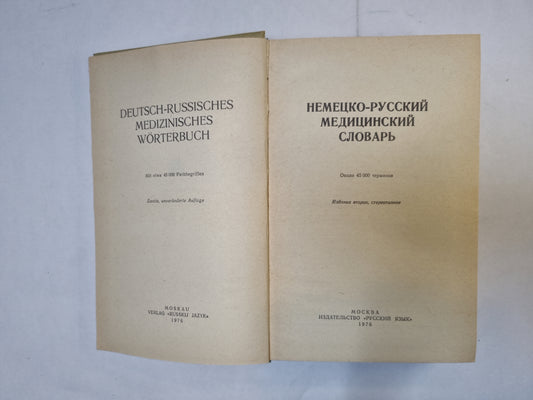 DEUTSCH-RUSSISCHES
MEDIZINISCHES
WÖRTERBUCH
Mit etwa 45 000 Fachbegriffen
Zweite, unveränderte Auflage
MOSKAU
VERLAG «RUSSKIJ JAZYK»
1976
НЕМЕЦКО-РУССКИЙ
МЕДИЦИНСКИЙ
СЛОВАРЬ
Около 45 000 терминов
Издание второе, стереотипное
МОСКВА
ИЗДАТЕЛЬСТВО «РУССКИЙ ЯЗЫК»
1976